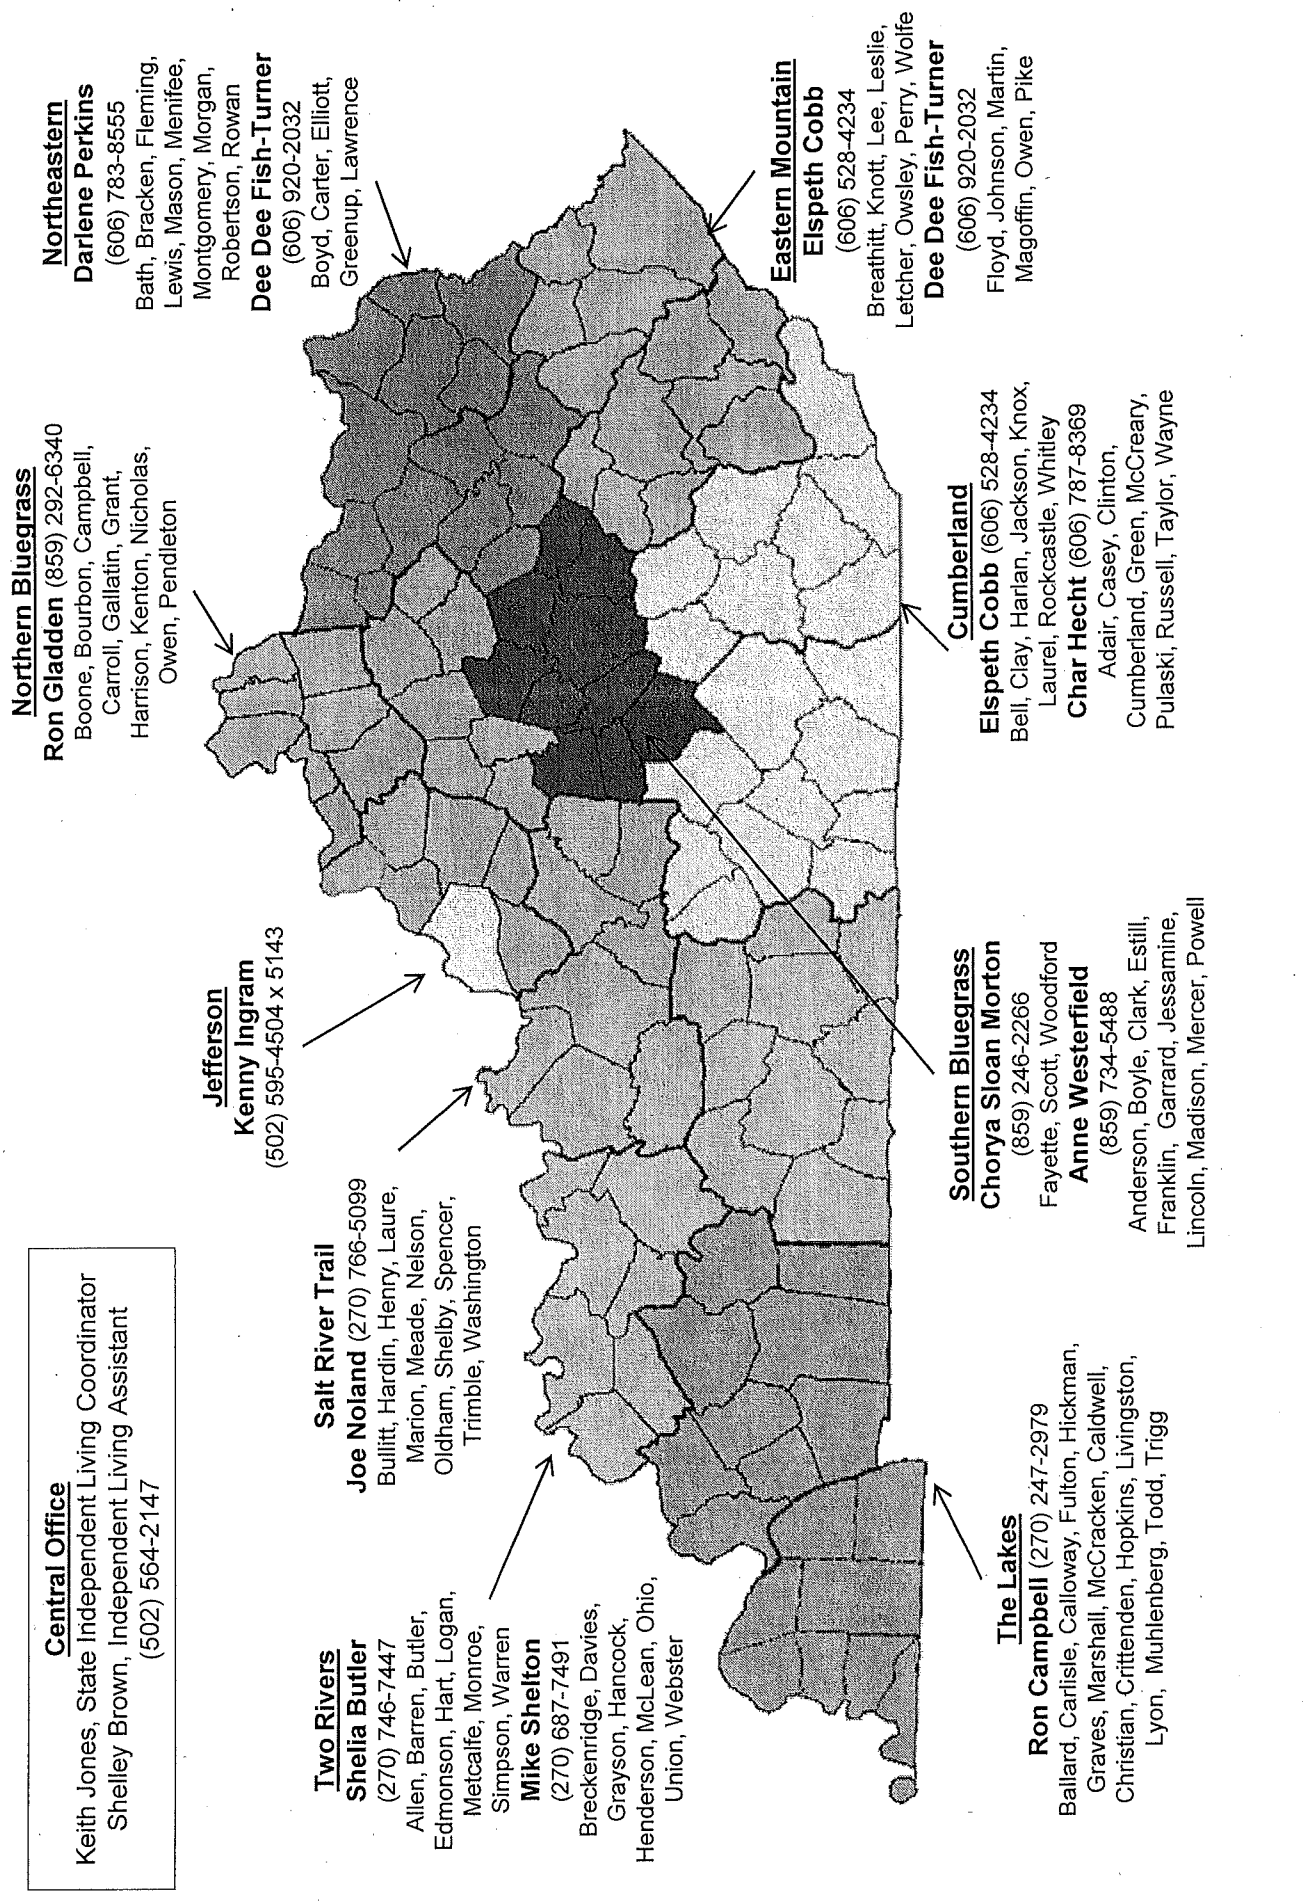 Central Office
Keith Jones, State Independent Living Coordinator
Shelley Brown, Independent Living Assistant
(502) 564-2147
Jefferson
Kenny Ingram
(502) 595-4504 x 5143
Northern Bluegrass
Ron Gladden (859) 292-6340
Boone, Bourbon, Campbell,
Carroll, Gallatin, Grant,
Harrison, Kenton, Nicholas,
Owen, Pendleton
Northeastern
Darlene Perkins
(606) 783-8555
Bath, Bracken, Fleming,
Lewis, Mason, Menifee,
Montgomery, Morgan,
Robertson, Rowan
Dee Dee Fish-Turner
(606) 920-2032
Boyd, Carter, Elliott,
Greenup, Lawrence
Two Rivers
Shelia Butler
(270) 746-7447
Allen, Barren, Butler,
Edmonson, Hart, Logan,
Metcalfe, Monroe,
Simpson, Warren
Mike Shelton
(270) 687-7491
Breckenridge, Davies,
Grayson, Hancock,
Henderson, McLean, Ohio,
Union, Webster
Salt River Trail
Joe Noland (270) 766-5099
Bullitt, Hardin, Henry, Laure,
Marion, Meade, Nelson,
Oldham, Shelby, Spencer,
Trimble, Washington
Eastern Mountain
Elspeth Cobb
(606) 528-4234
Breathitt, Knott, Lee, Leslie,
Letcher, Owsley, Perry, Wolfe
Dee Dee Fish-Turner
(606) 920-2032
Floyd, Johnson, Martin,
Magoffin, Owen, Pike
The Lakes
Ron Campbell (270) 247-2979
Ballard, Carlisle, Calloway, Fulton, Hickman,
Graves, Marshall, McCracken, Caldwell,
Christian, Crittenden, Hopkins, Livingston,
Lyon, Muhlenberg, Todd, Trigg
Southern Bluegrass
Chorya Sloan Morton
(859) 246-2266
Fayette, Scott, Woodford
Anne Westerfield
(859) 734-5488
Anderson, Boyle, Clark, Estill,
Franklin, Garrard, Jessamine,
Lincoln, Madison, Mercer, Powell
Cumberland
Elspeth Cobb (606) 528-4234
Bell, Clay, Harlan, Jackson, Knox,
Laurel, Rockcastle, Whitley
Char Hecht (606) 787-8369
Adair, Casey, Clinton,
Cumberland, Green, McCreary,
Pulaski, Russell, Taylor, Wayne